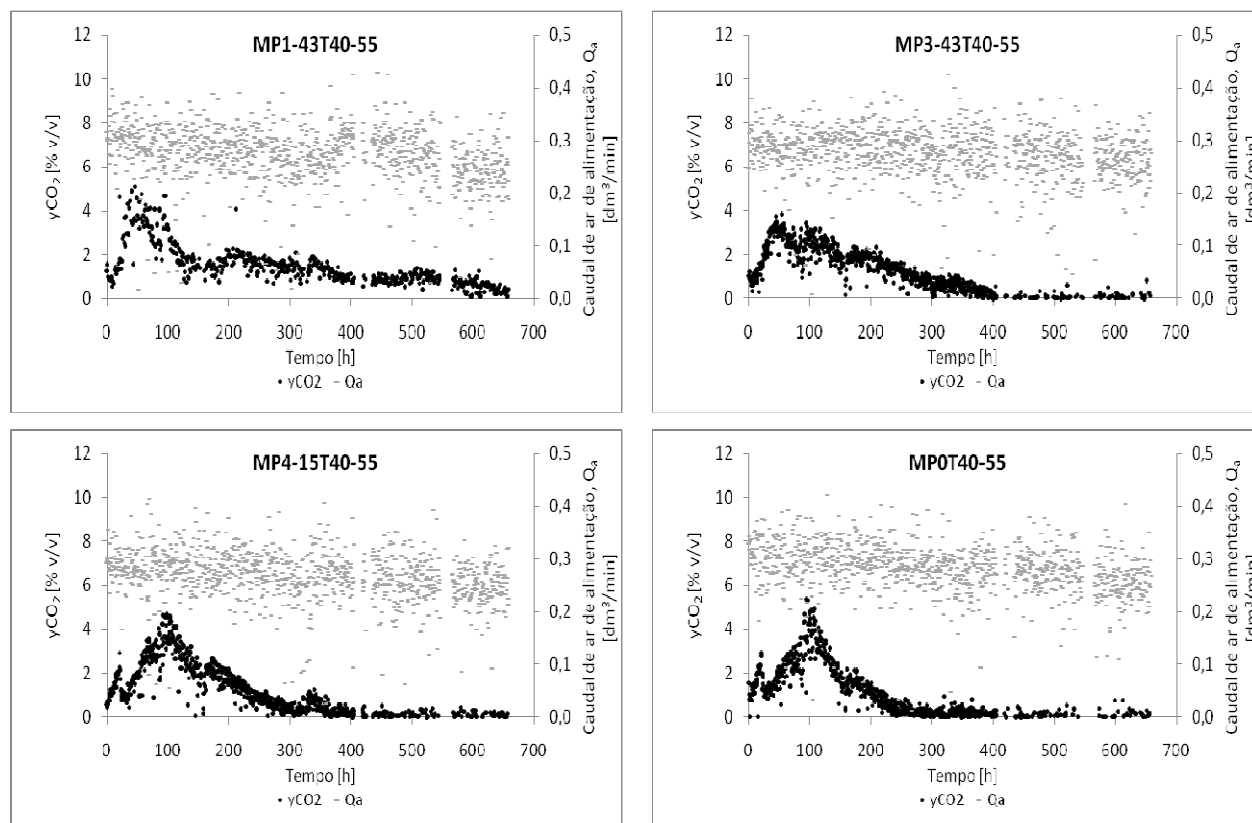 MP1-43T40-55
yCO₂ [% v/v]
12
10
8
6
4
2
0
0,5
0,4
0,3
0,2
0,1
0,0
Caudal de ar de alimentação, Qₐ
[dm³/min]
0 100 200 300 400 500 600 700
Tempo [h]
• yCO2 – Qa
MP3-43T40-55
yCO₂ [% v/v]
12
10
8
6
4
2
0
0,5
0,4
0,3
0,2
0,1
0,0
Caudal de ar de alimentação, Qₐ
[dm³/min]
0 100 200 300 400 500 600 700
Tempo [h]
• yCO2 – Qa
MP4-15T40-55
yCO₂ [% v/v]
12
10
8
6
4
2
0
0,5
0,4
0,3
0,2
0,1
0,0
Caudal de ar de alimentação, Qₐ
[dm³/min]
0 100 200 300 400 500 600 700
Tempo [h]
• yCO2 – Qa
MP0T40-55
yCO₂ [% v/v]
12
10
8
6
4
2
0
0,5
0,4
0,3
0,2
0,1
0,0
Caudal de ar de alimentação, Qₐ
[dm³/min]
0 100 200 300 400 500 600 700
Tempo [h]
• yCO2 – Qa